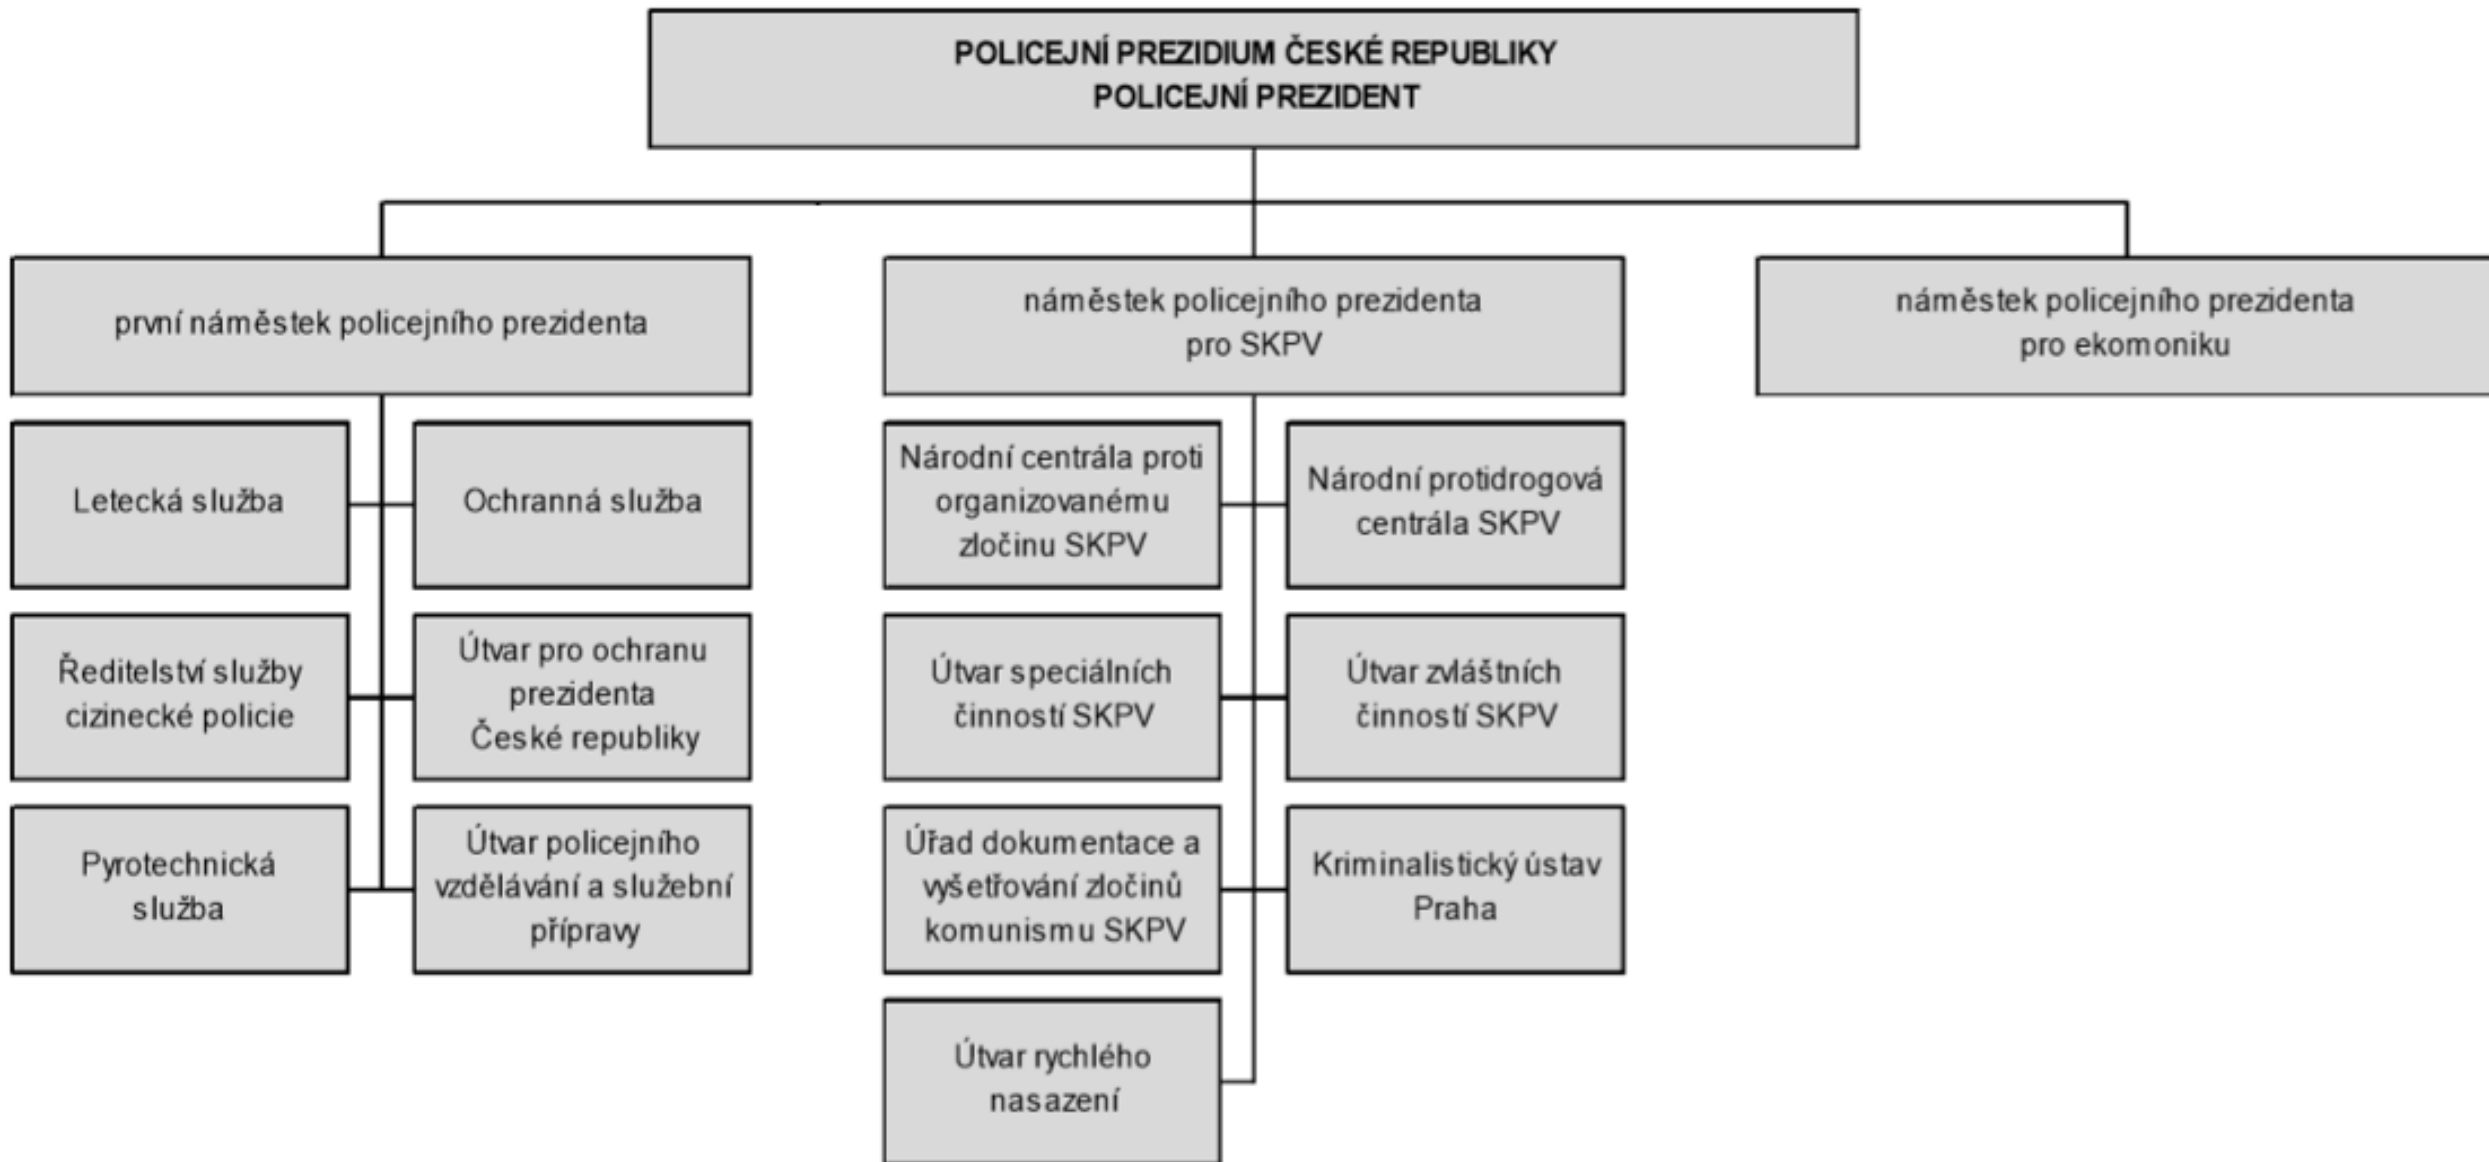 POLICEJNÍ PREZIDIUM ČESKÉ REPUBLIKY
POLICEJNÍ PREZIDENT
první náměstek policejního prezidenta
náměstek policejního prezidenta
pro SKPV
náměstek policejního prezidenta
pro ekomoniku
Letecká služba
Ochranná služba
Národní centrála proti
organizovanému
zločinu SKPV
Národní protidrogová
centrála SKPV
Ředitelství služby
cizinecké policie
Útvar pro ochranu
prezidenta
České republiky
Útvar speciálních
činností SKPV
Útvar zvláštních
činností SKPV
Pyrotechnická
služba
Útvar policejního
vzdělávání a služební
přípravy
Úřad dokumentace a
vyšetřování zločinů
komunismu SKPV
Kriminalistický ústav
Praha
Útvar rychlého
nasazení